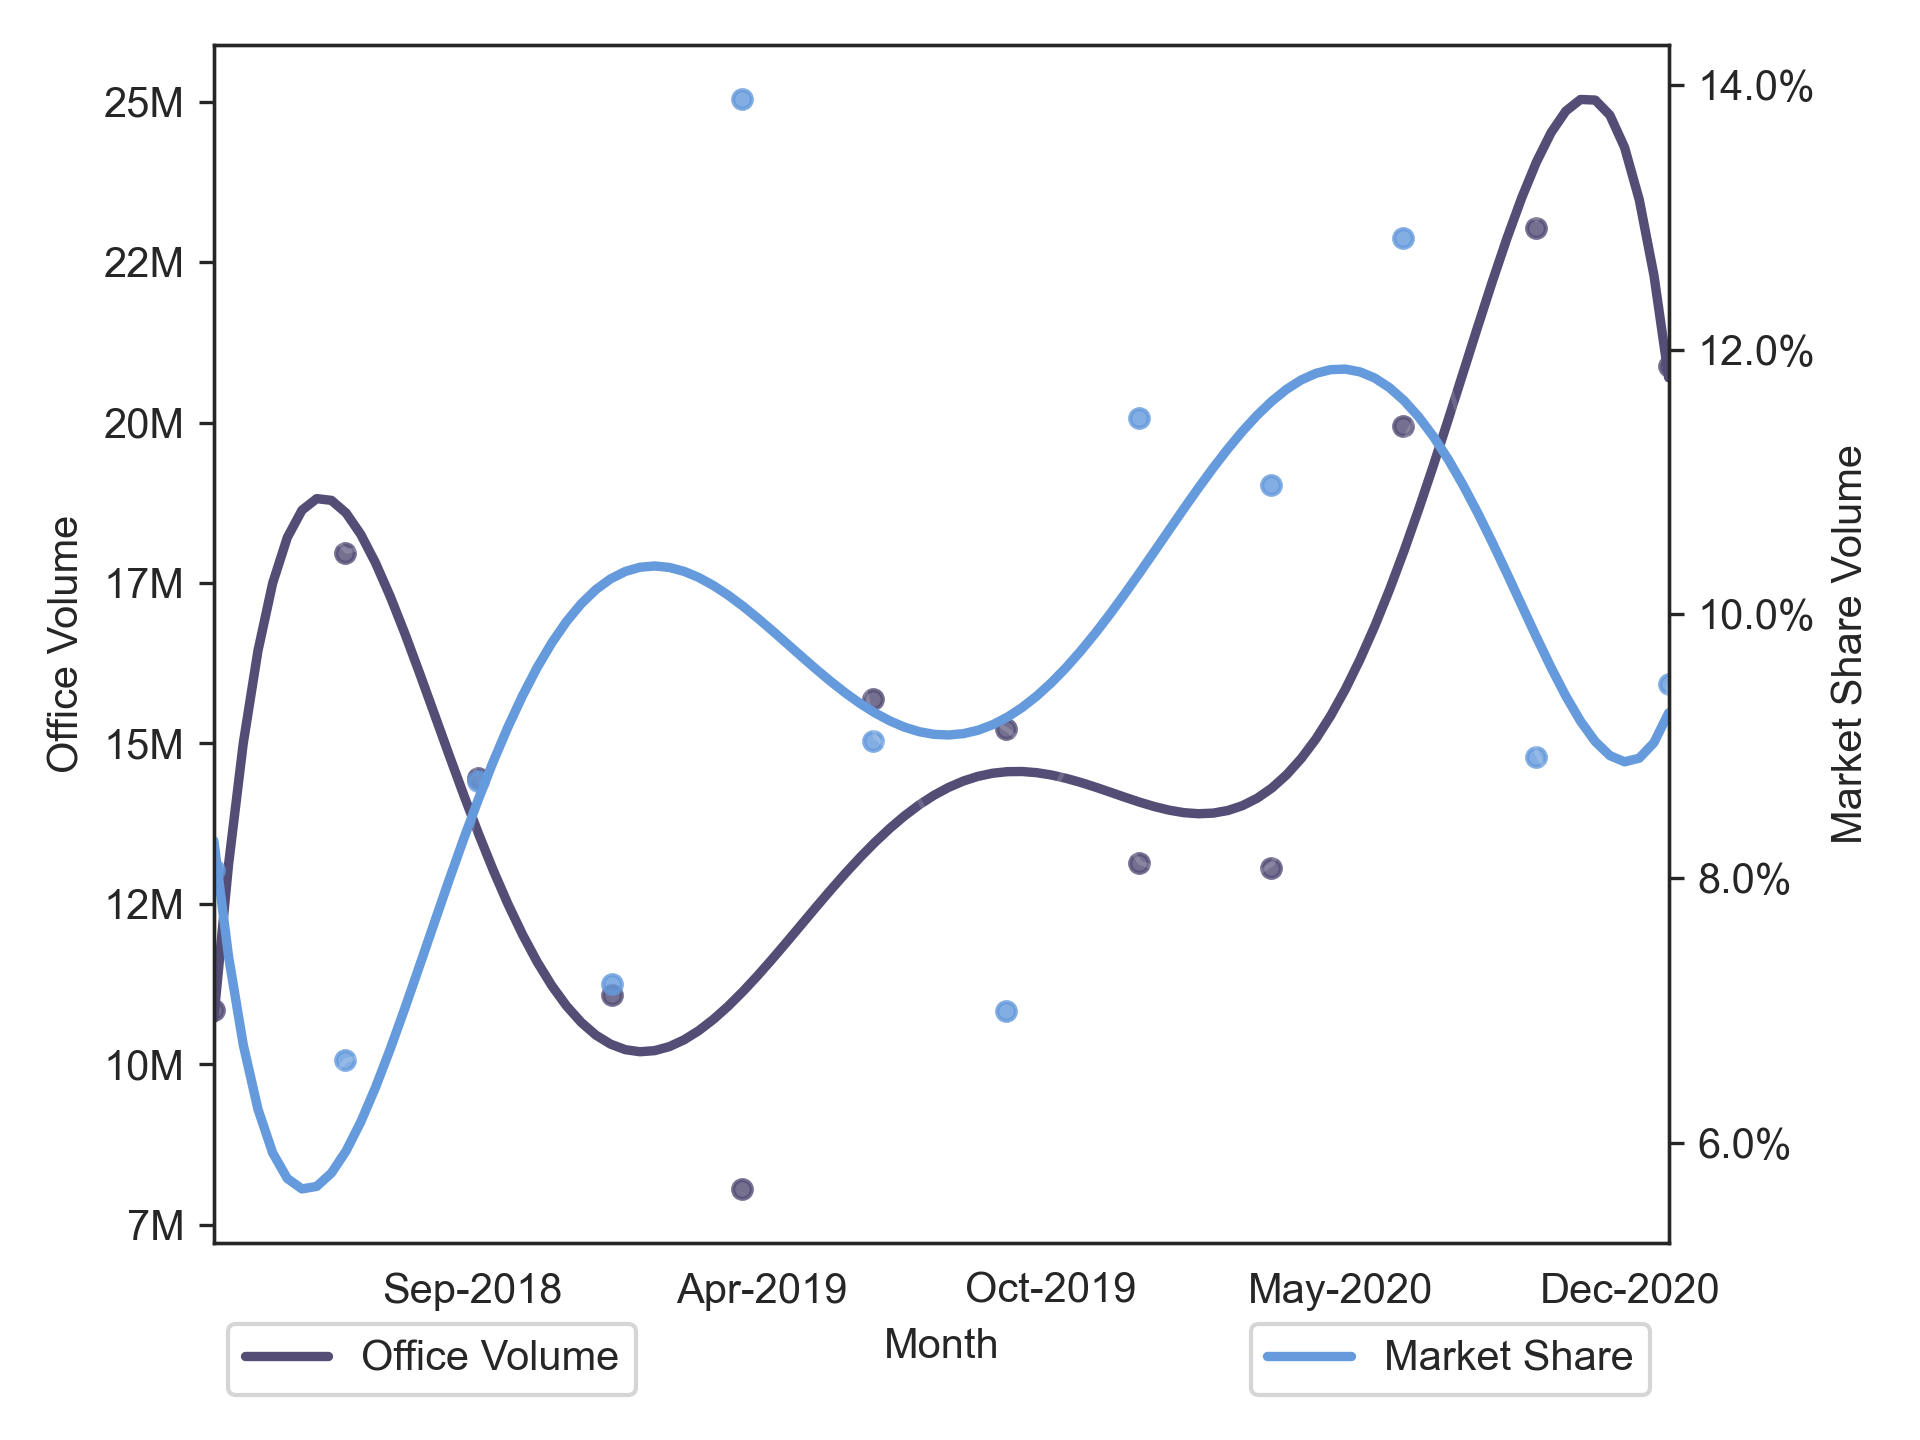 25M
22M
20M
17M
15M
12M
10M
7M
Office Volume
14.0%
12.0%
10.0%
8.0%
6.0%
Market Share Volume
Sep-2018 Apr-2019 Oct-2019 May-2020 Dec-2020
Month
Office Volume
Market Share